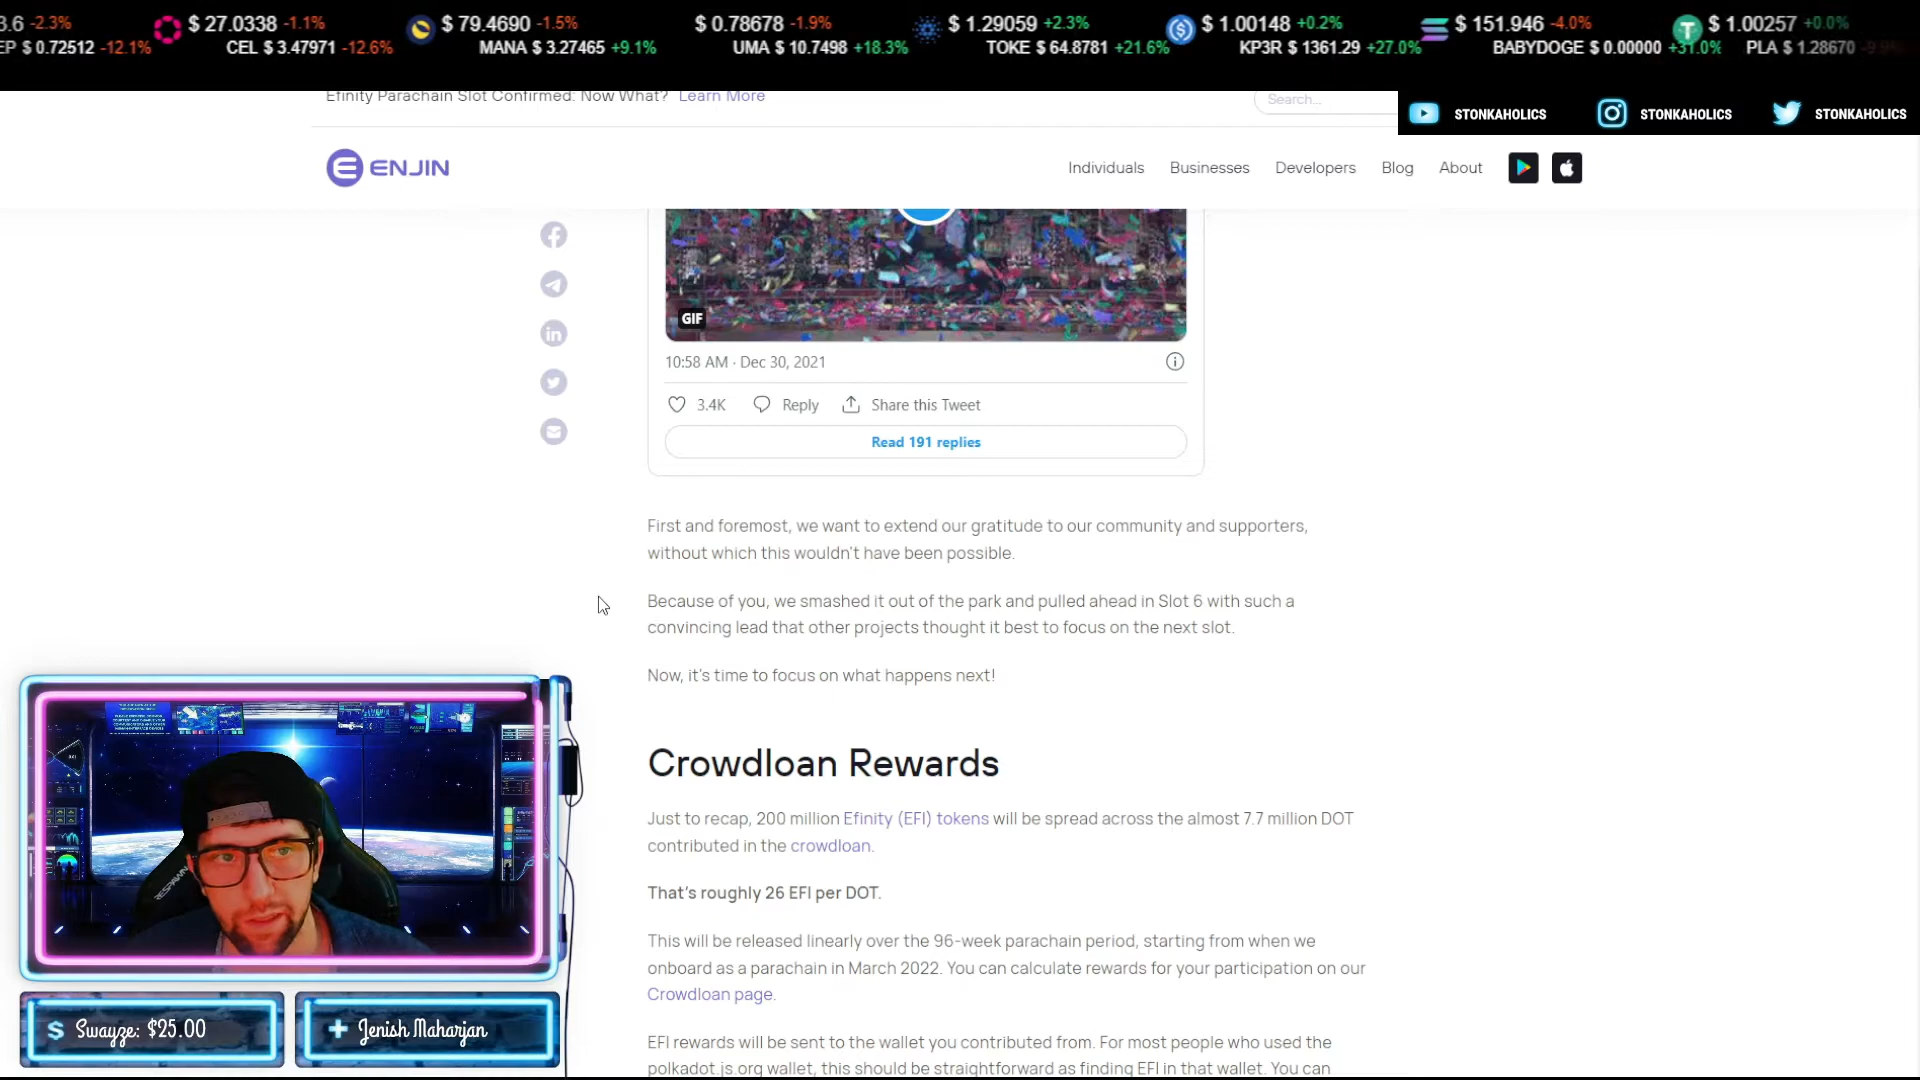 3.6 -2.3%
$ 27.0338 -1.1%
$ 79.4690 -1.5%
$ 0.78678 -1.9%
$ 1.29059 +2.3%
$ 1.00148 +0.2%
$ 151.946 -4.0%
$ 1.00257 +0.0%
EP $ 0.72512 -12.1%
CEL $ 3.47971 -12.6%
MANA $ 3.27465 +9.1%
UMA $ 10.7498 +18.3%
TOKE $ 64.8781 +21.6%
KP3R $ 1361.29 +27.0%
BABYDOGE $ 0.00000 +31.0%
PLA $ 1.28670 -9.9%
Efinity Parachain Slot Confirmed: Now What? Learn More
Search...
STONKAHOLICS
STONKAHOLICS
STONKAHOLICS
ENJIN
Individuals
Businesses
Developers
Blog
About
GIF
10:58 AM · Dec 30, 2021
3.4K
Reply
Share this Tweet
Read 191 replies
First and foremost, we want to extend our gratitude to our community and supporters,
without which this wouldn't have been possible.
Because of you, we smashed it out of the park and pulled ahead in Slot 6 with such a
convincing lead that other projects thought it best to focus on the next slot.
Now, it's time to focus on what happens next!
Crowdloan Rewards
Just to recap, 200 million Efinity (EFI) tokens will be spread across the almost 7.7 million DOT
contributed in the crowdloan.
That's roughly 26 EFI per DOT.
This will be released linearly over the 96-week parachain period, starting from when we
onboard as a parachain in March 2022. You can calculate rewards for your participation on our
Crowdloan page.
EFI rewards will be sent to the wallet you contributed from. For most people who used the
polkadot.js.org wallet, this should be straightforward as finding EFI in that wallet. You can
RESPAWN
$ Swayze: $25.00
+ Jenish Maharjan